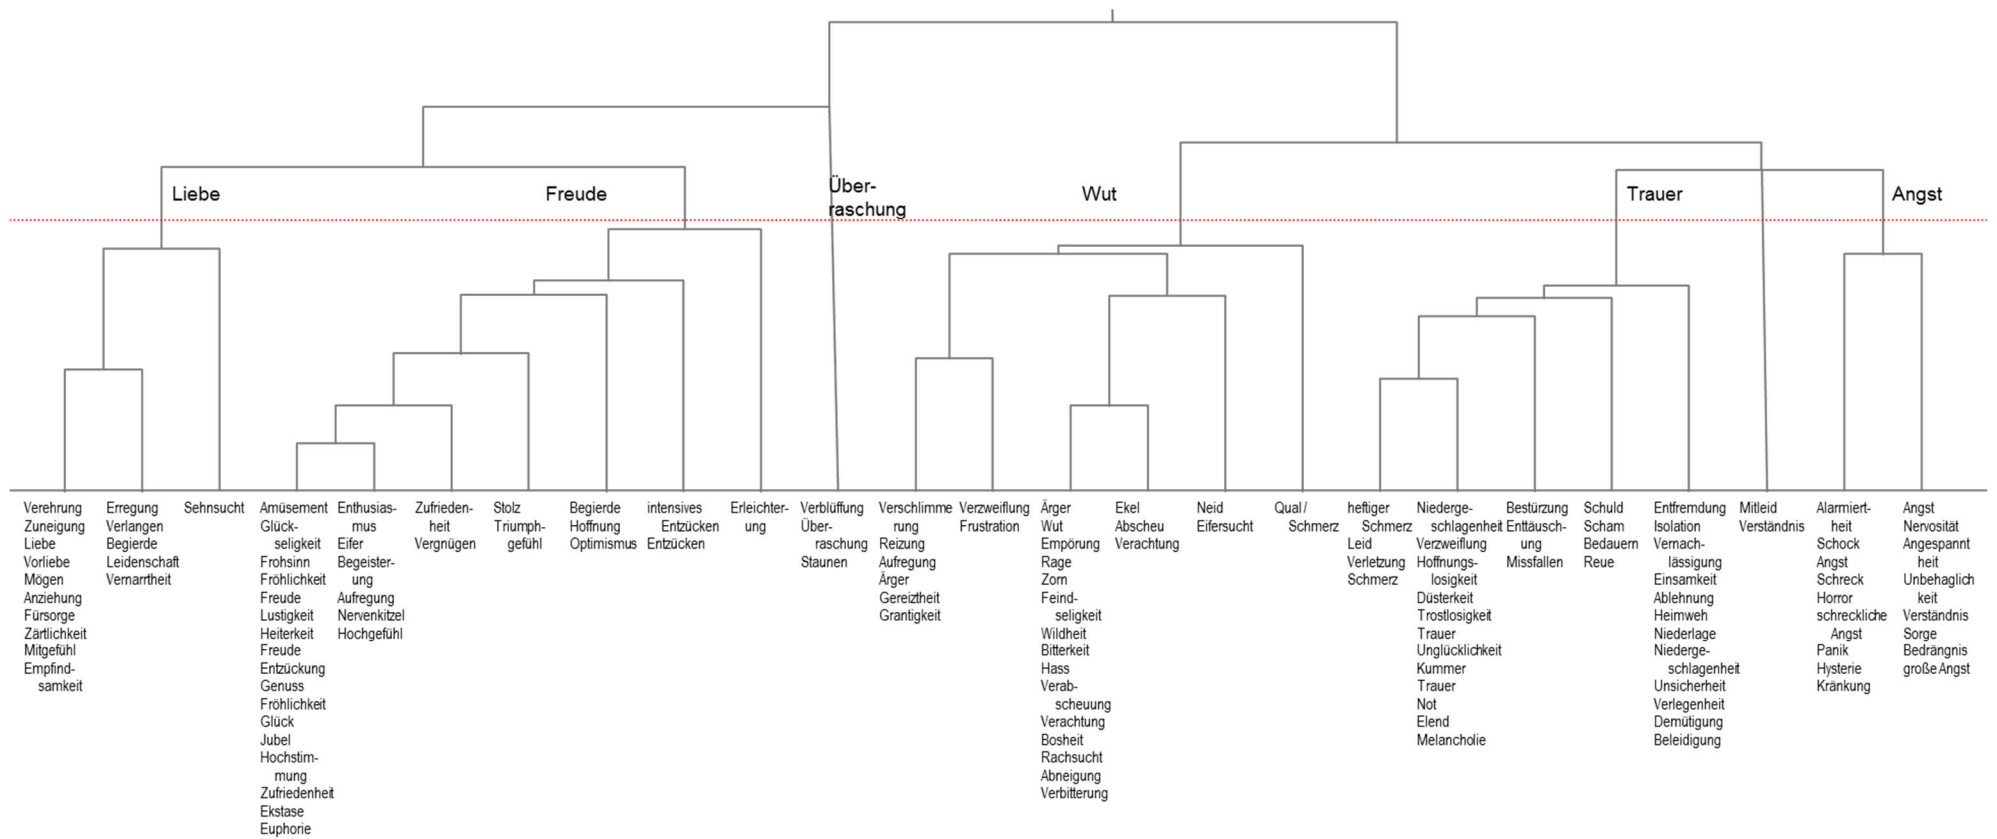 Liebe
Freude
Über-
raschung
Wut
Trauer
Angst
Verehrung
Zuneigung
Liebe
Vorliebe
Mögen
Anziehung
Fürsorge
Zärtlichkeit
Mitgefühl
Empfind-
samkeit
Erregung
Verlangen
Begierde
Leidenschaft
Vernarrtheit
Sehnsucht
Amüsement
Glück-
seligkeit
Frohsinn
Fröhlichkeit
Freude
Lustigkeit
Heiterkeit
Freude
Entzückung
Genuss
Fröhlichkeit
Glück
Jubel
Hochstim-
mung
Zufriedenheit
Ekstase
Euphorie
Enthusias-
mus
Eifer
Begeister-
ung
Aufregung
Nervenkitzel
Hochgefühl
Zufrieden-
heit
Vergnügen
Stolz
Triumph-
gefühl
Begierde
Hoffnung
Optimismus
intensives
Entzücken
Entzücken
Erleichter-
ung
Verblüffung
Über-
raschung
Staunen
Verschlimme
rung
Reizung
Aufregung
Ärger
Gereiztheit
Grantigkeit
Verzweiflung
Frustration
Ärger
Wut
Empörung
Rage
Zorn
Feind-
seligkeit
Wildheit
Bitterkeit
Hass
Verab-
scheuung
Verachtung
Bosheit
Rachsucht
Abneigung
Verbitterung
Ekel
Abscheu
Verachtung
Neid
Eifersucht
Qual /
Schmerz
heftiger
Schmerz
Leid
Verletzung
Schmerz
Niederge-
schlagenheit
Verzweiflung
Hoffnungs-
losigkeit
Düsterkeit
Trostlosigkeit
Trauer
Unglücklichkeit
Kummer
Trauer
Not
Elend
Melancholie
Bestürzung
Enttäusch-
ung
Missfallen
Schuld
Scham
Bedauern
Reue
Entfremdung
Isolation
Vernach-
lässigung
Einsamkeit
Ablehnung
Heimweh
Niederlage
Niederge-
schlagenheit
Unsicherheit
Verlegenheit
Demütigung
Beleidigung
Mitleid
Verständnis
Alarmiert-
heit
Schock
Angst
Schreck
Horror
schreckliche
Angst
Panik
Hysterie
Kränkung
Angst
Nervosität
Angespannt
heit
Unbehaglich
keit
Verständnis
Sorge
Bedrängnis
große Angst